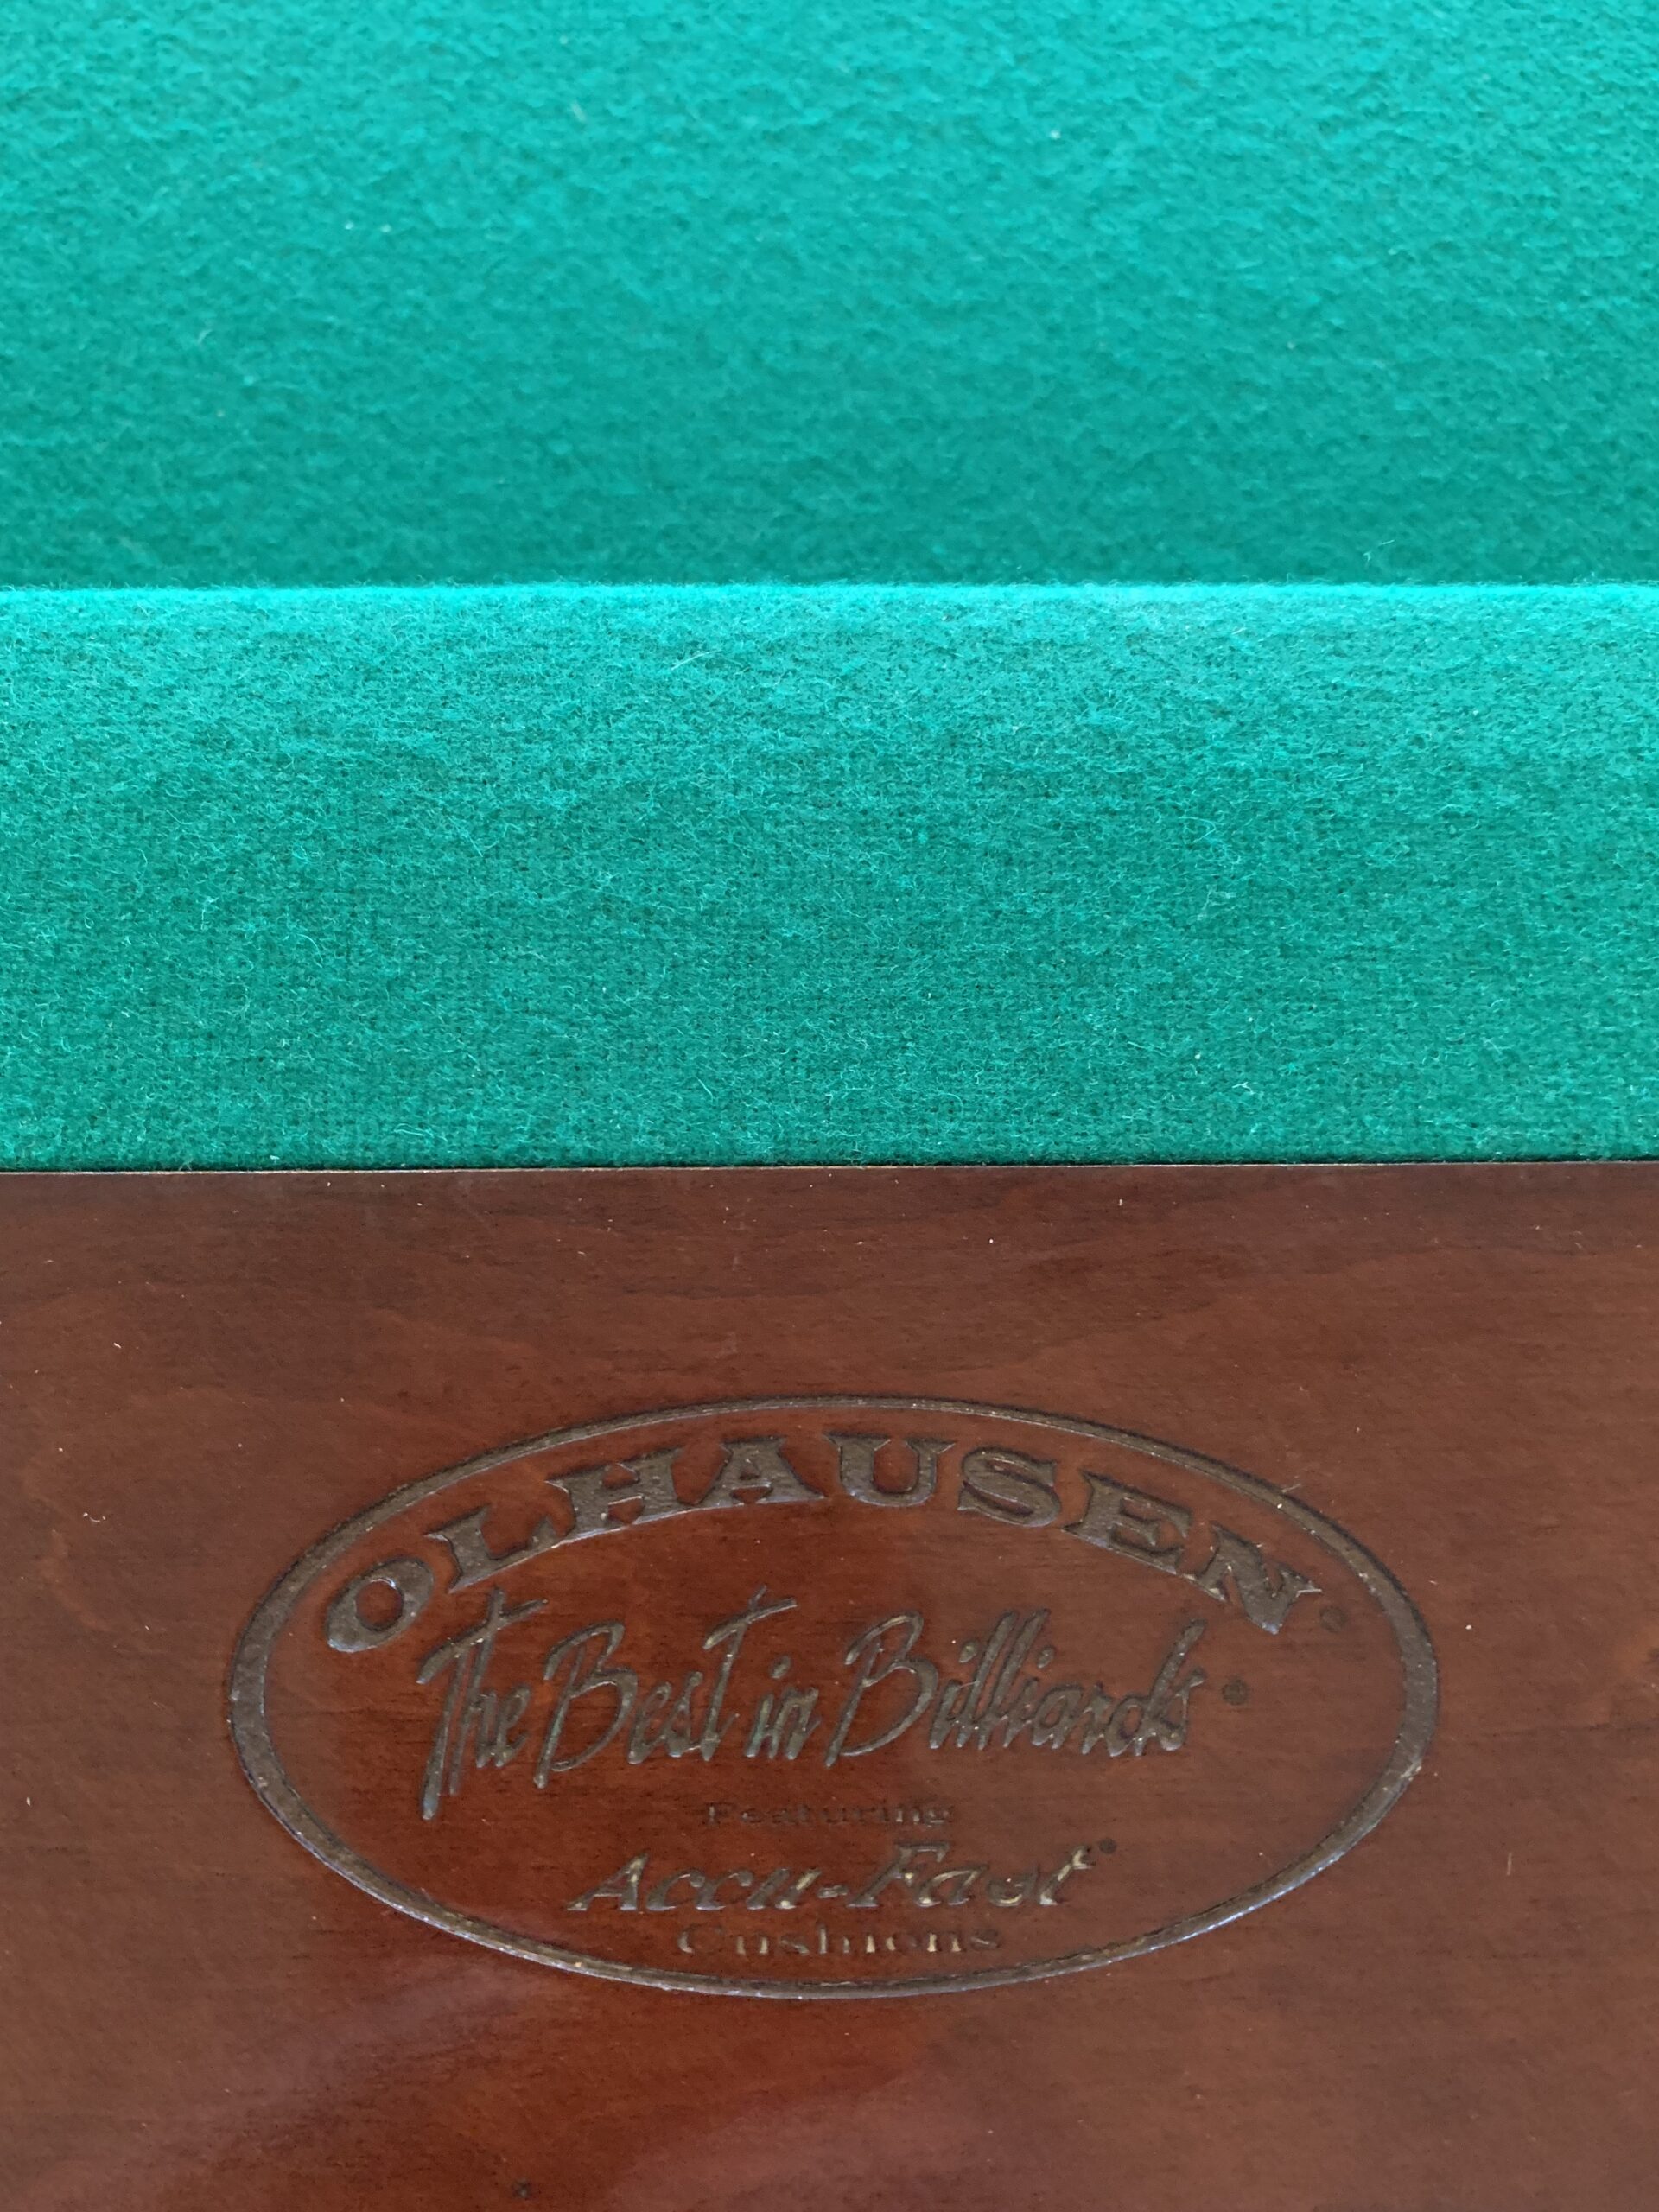 OLHAUSEN®
The Best in Billiards®
Featuring
Accu-Fast®
Cushions